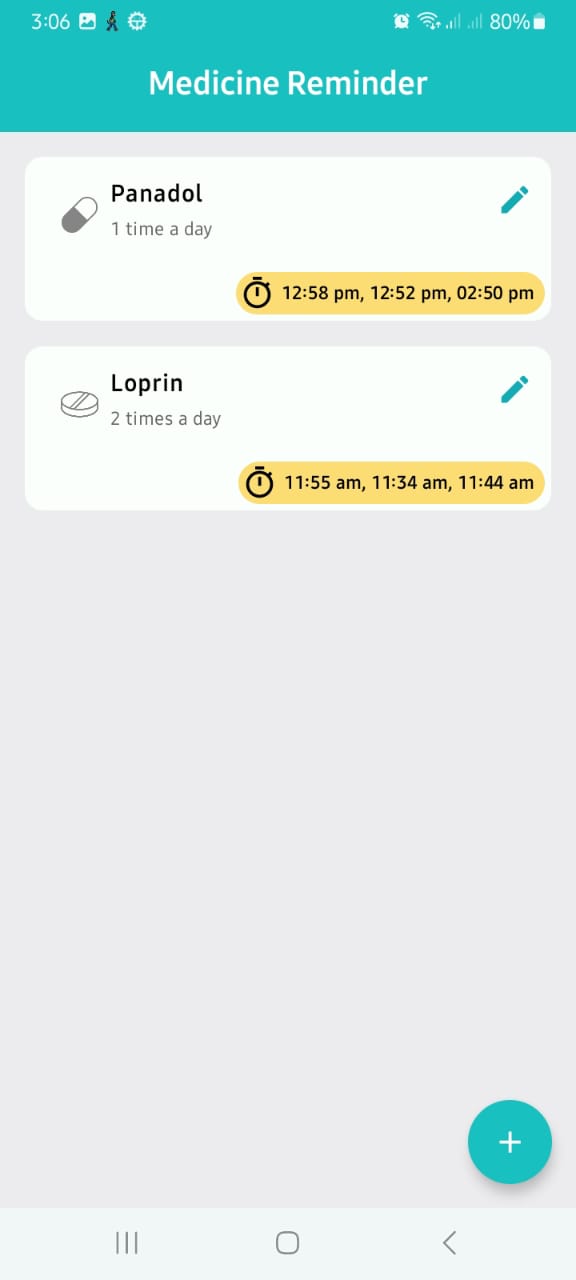 3:06 80%
Medicine Reminder
Panadol
1 time a day
12:58 pm, 12:52 pm, 02:50 pm
Loprin
2 times a day
11:55 am, 11:34 am, 11:44 am
+